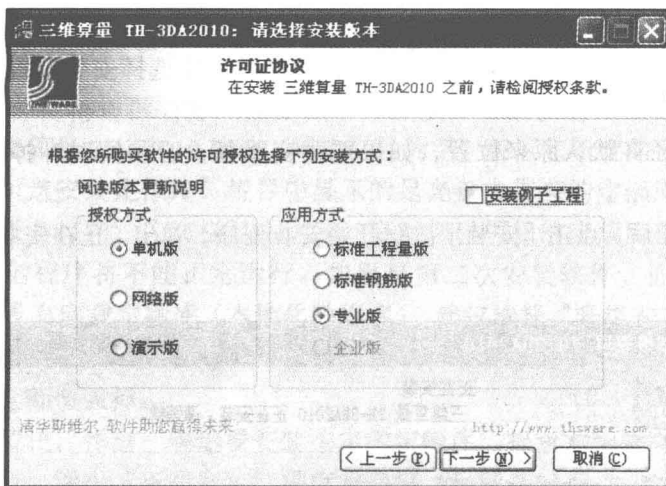 三维算量 TH-3DA2010：请选择安装版本
THS WARE
许可证协议
在安装 三维算量 TH-3DA2010 之前，请检阅授权条款。
根据您所购买软件的许可授权选择下列安装方式：
阅读版本更新说明
安装例子工程
授权方式
单机版
网络版
演示版
应用方式
标准工程量版
标准钢筋版
专业版
企业版
清华斯维尔 软件助您赢得未来
http://www.thsware.com
< 上一步(P)
下一步(N) >
取消(C)